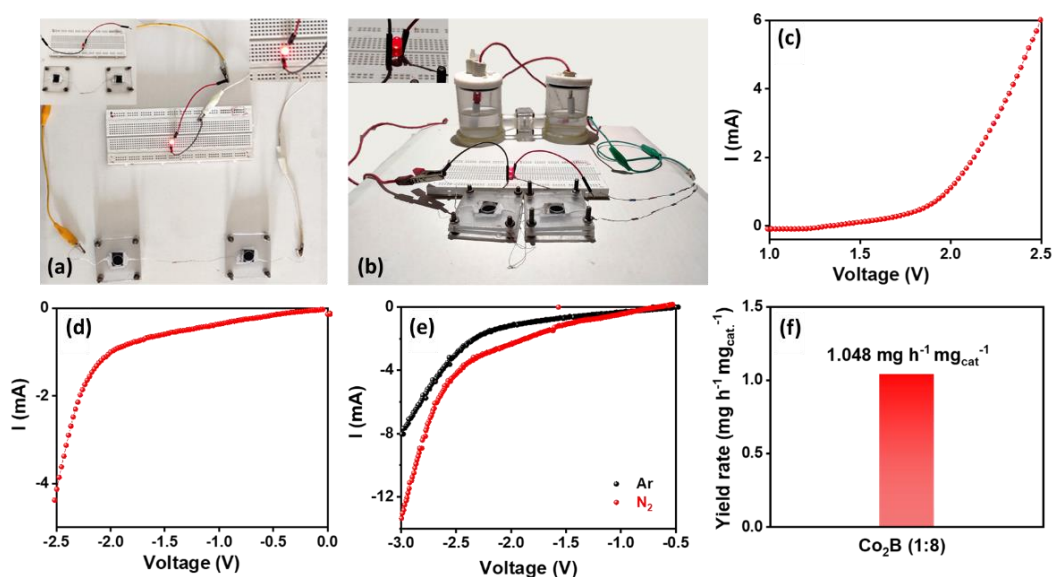 (a)
(b)
(c)
I (mA)
6
4
2
0
1.0 1.5 2.0 2.5
Voltage (V)
(d)
I (mA)
0
-2
-4
-2.5 -2.0 -1.5 -1.0 -0.5 0.0
Voltage (V)
(e)
I (mA)
0
-4
-8
-12
Ar
N₂
-3.0 -2.5 -2.0 -1.5 -1.0 -0.5
Voltage (V)
(f)
Yield rate (mg h⁻¹ mg_cat.⁻¹)
1.5
1.0
0.5
0.0
1.048 mg h⁻¹ mg_cat⁻¹
Co₂B (1:8)